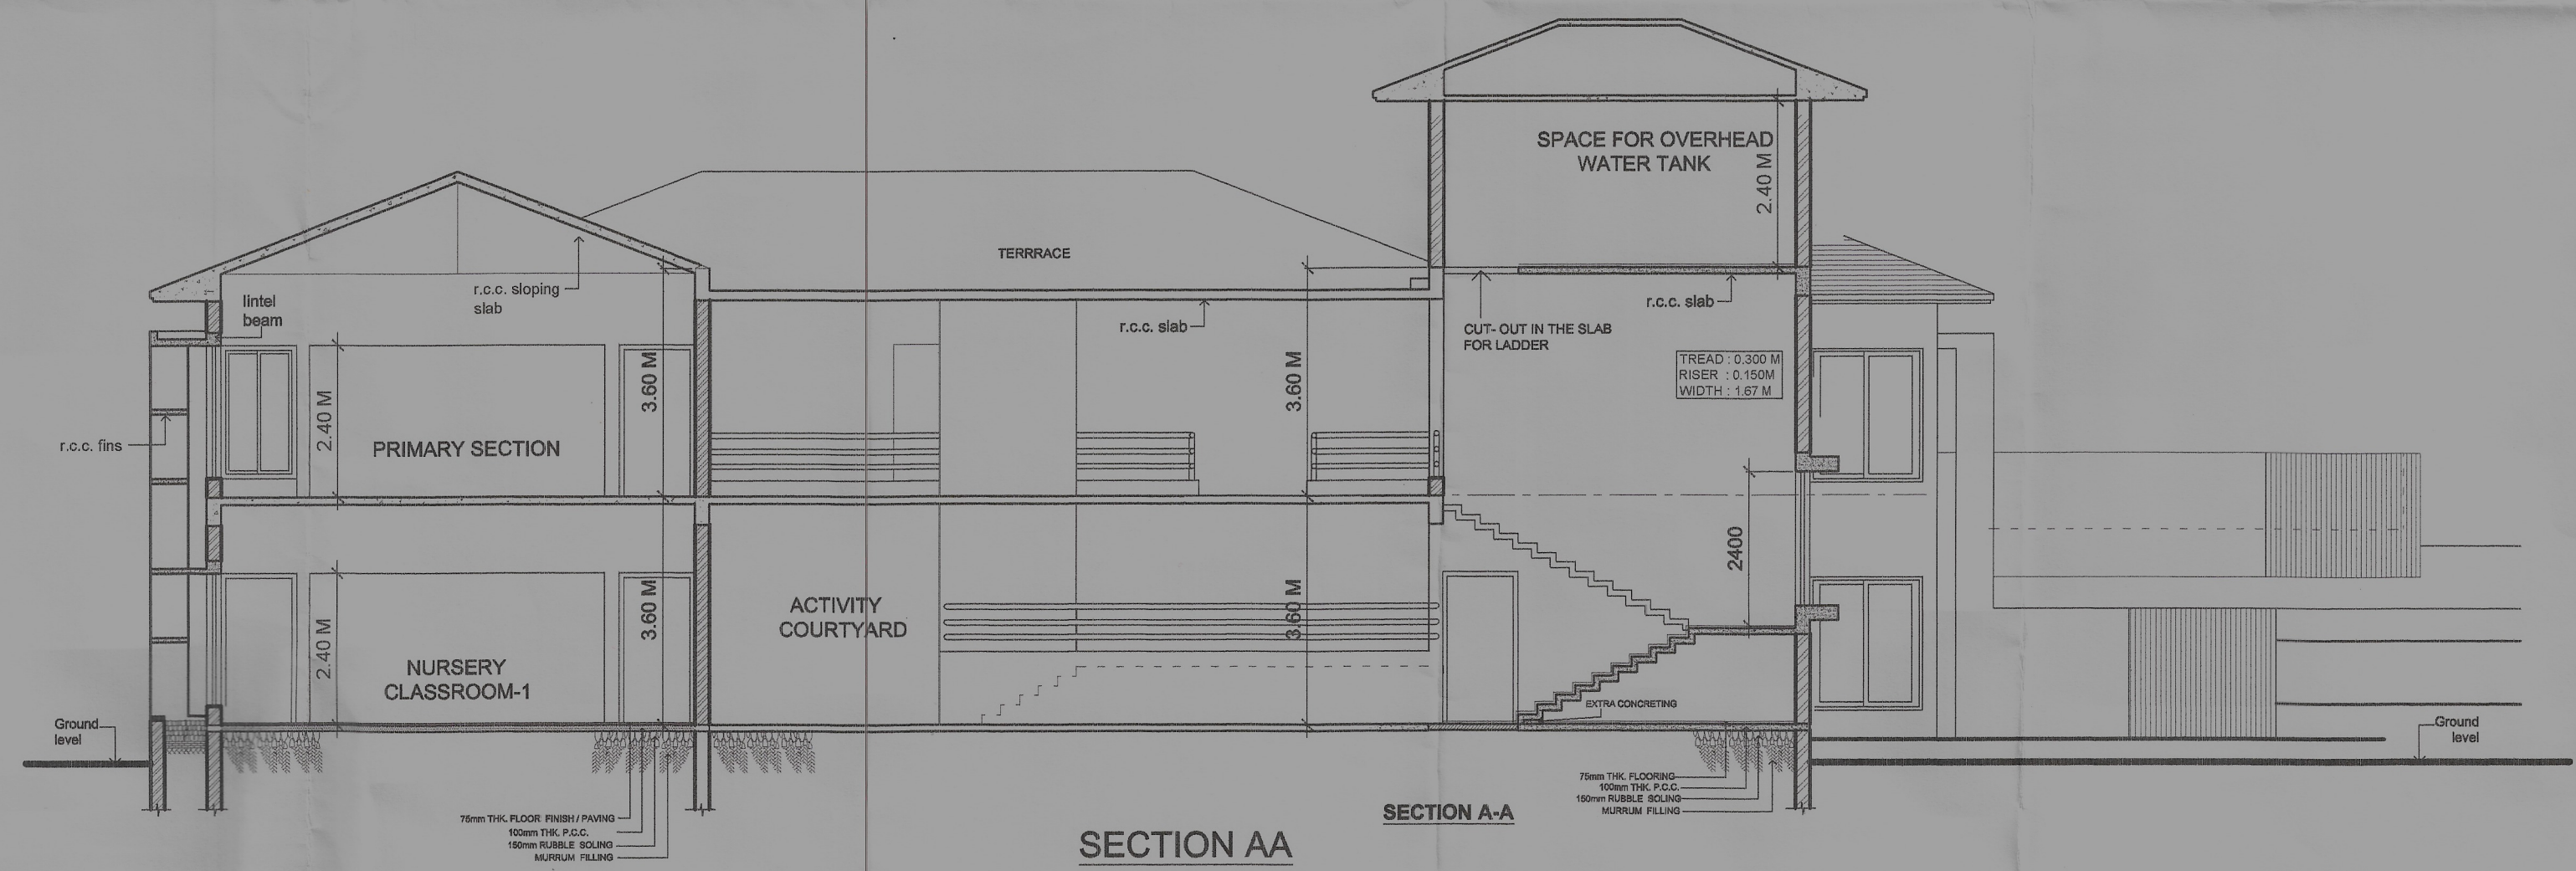 SPACE FOR OVERHEAD
WATER TANK
2.40 M
TERRRACE
r.c.c. sloping
slab
lintel
beam
r.c.c. slab
r.c.c. slab
CUT- OUT IN THE SLAB
FOR LADDER
TREAD : 0.300 M
RISER : 0.150M
WIDTH : 1.67 M
2.40 M
3.60 M
3.60 M
r.c.c. fins
PRIMARY SECTION
2400
ACTIVITY
COURTYARD
2.40 M
3.60 M
3.60 M
NURSERY
CLASSROOM-1
EXTRA CONCRETING
Ground
level
Ground
level
75mm THK. FLOORING
100mm THK. P.C.C.
150mm RUBBLE SOLING
MURRUM FILLING
75mm THK. FLOOR FINISH / PAVING
100mm THK. P.C.C.
150mm RUBBLE SOLING
MURRUM FILLING
SECTION A-A
SECTION AA